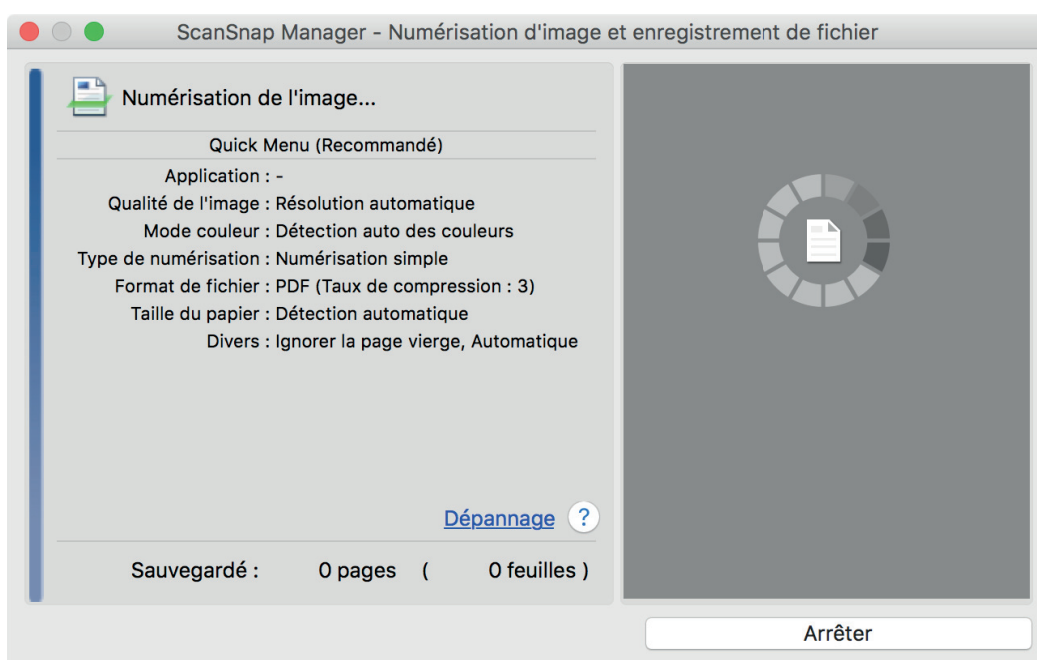 ScanSnap Manager - Numérisation d'image et enregistrement de fichier
Numérisation de l'image...
Quick Menu (Recommandé)
Application : -
Qualité de l'image : Résolution automatique
Mode couleur : Détection auto des couleurs
Type de numérisation : Numérisation simple
Format de fichier : PDF (Taux de compression : 3)
Taille du papier : Détection automatique
Divers : Ignorer la page vierge, Automatique
Dépannage ?
Sauvegardé : 0 pages ( 0 feuilles )
Arrêter